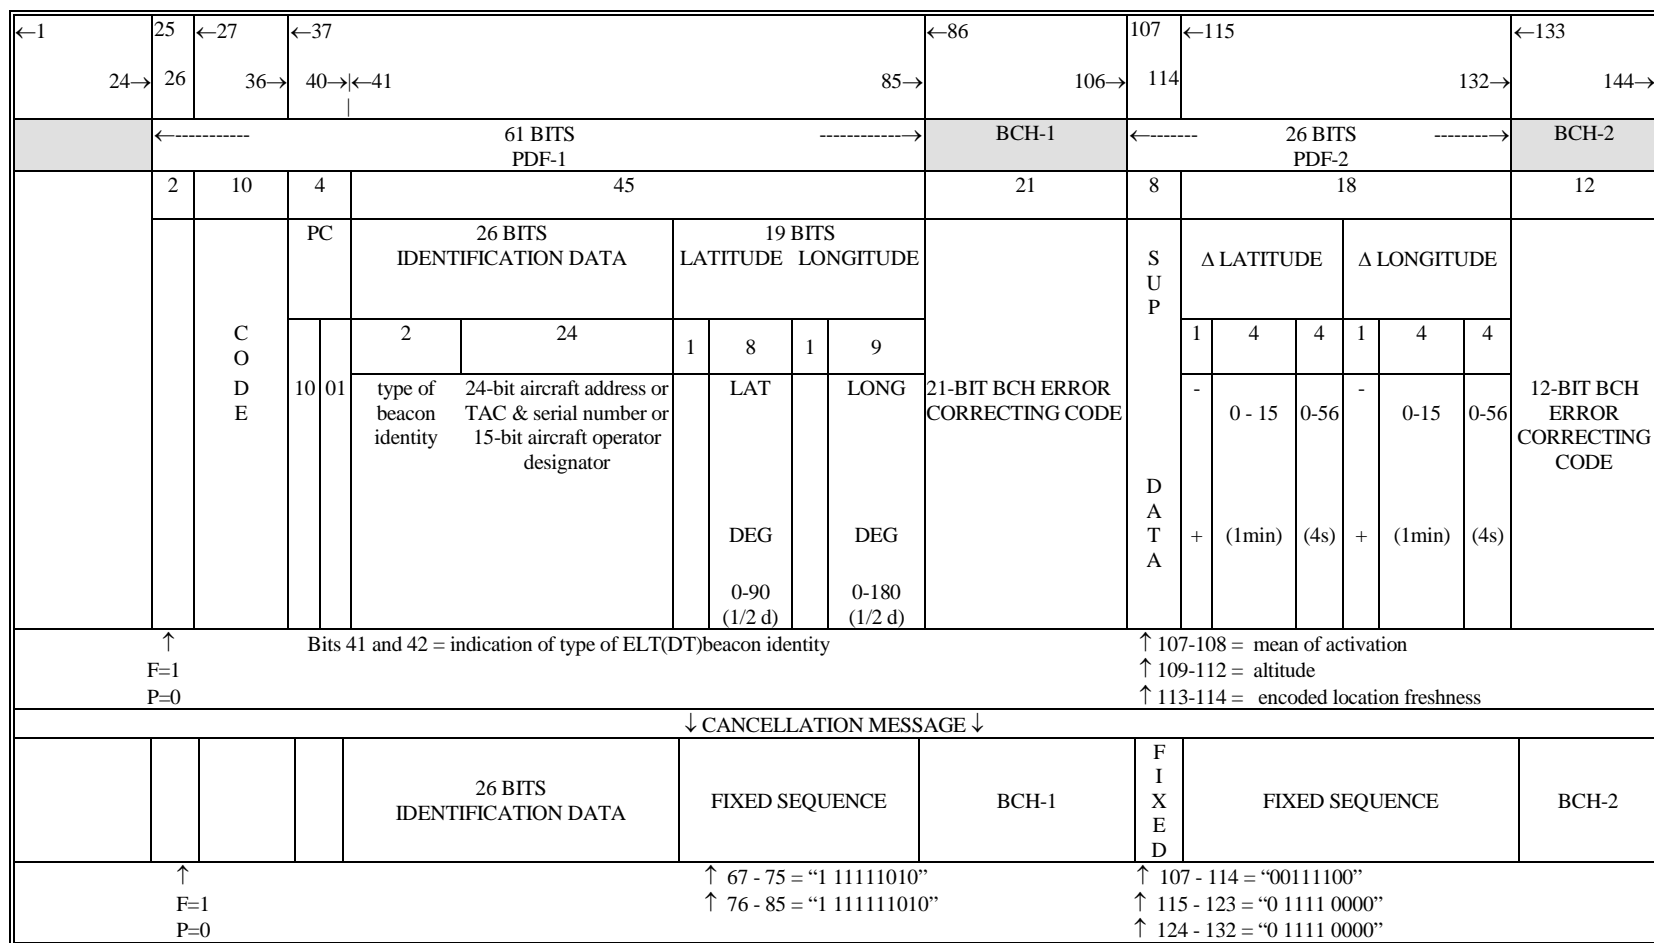 ←1 25 ←27 ←37 ←86 107 ←115 ←133
24→ 26 36→ 40→|←41 85→ 106→ 114 132→ 144→
|
←----------- 61 BITS -------------→ BCH-1 ←------- 26 BITS --------→ BCH-2
PDF-1 PDF-2
2 10 4 45 21 8 18 12
PC 26 BITS 19 BITS
IDENTIFICATION DATA LATITUDE LONGITUDE
S
U
P
Δ LATITUDE Δ LONGITUDE
C
O
D
E
2 24 1 8 1 9 1 4 4 1 4 4
10 01
type of
beacon
identity
24-bit aircraft address or
TAC & serial number or
15-bit aircraft operator
designator
LAT
DEG
0-90
(1/2 d)
LONG
DEG
0-180
(1/2 d)
21-BIT BCH ERROR
CORRECTING CODE
D
A
T
A
- -
0 - 15 0-56 0-15 0-56
+ (1min) (4s) + (1min) (4s)
12-BIT BCH
ERROR
CORRECTING
CODE
↑ Bits 41 and 42 = indication of type of ELT(DT)beacon identity ↑ 107-108 = mean of activation
F=1 ↑ 109-112 = altitude
P=0 ↑ 113-114 = encoded location freshness
↓ CANCELLATION MESSAGE ↓
26 BITS
IDENTIFICATION DATA
FIXED SEQUENCE
BCH-1
F
I
X
E
D
FIXED SEQUENCE
BCH-2
↑ ↑ 67 - 75 = “1 11111010” ↑ 107 - 114 = “00111100”
F=1 ↑ 76 - 85 = “1 111111010” ↑ 115 - 123 = “0 1111 0000”
P=0 ↑ 124 - 132 = “0 1111 0000”